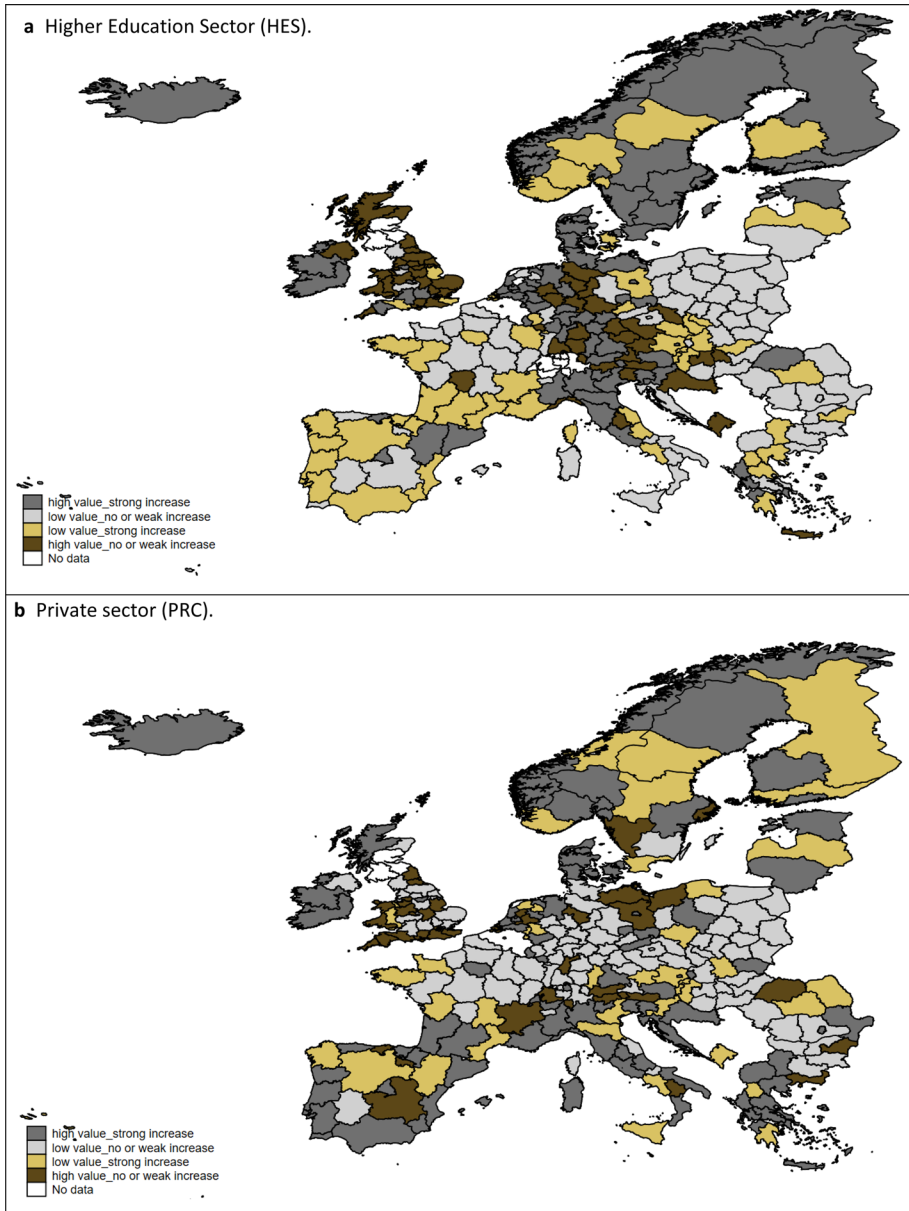 a Higher Education Sector (HES).
high value_strong increase
low value_no or weak increase
low value_strong increase
high value_no or weak increase
No data
b Private sector (PRC).
high value_strong increase
low value_no or weak increase
low value_strong increase
high value_no or weak increase
No data